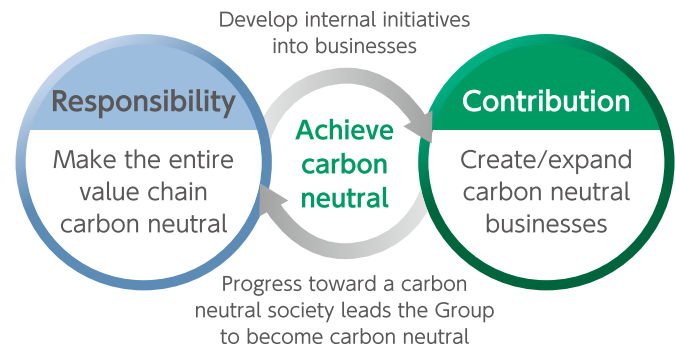 Develop internal initiatives
into businesses
Responsibility
Make the entire
value chain
carbon neutral
Achieve
carbon
neutral
Contribution
Create/expand
carbon neutral
businesses
Progress toward a carbon
neutral society leads the Group
to become carbon neutral